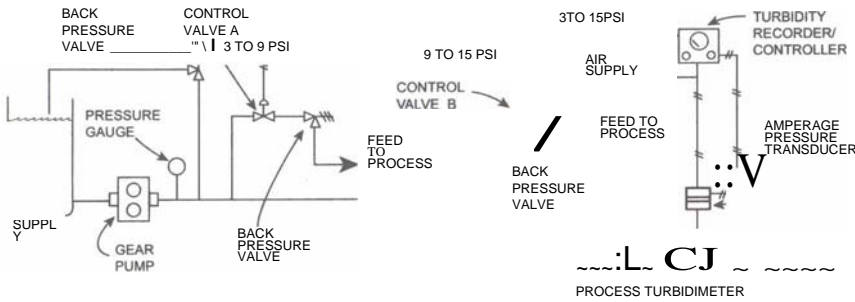 BACK
PRESSURE
VALVE
CONTROL
VALVE A
3 TO 9 PSI
9 TO 15 PSI
3TO 15PSI
TURBIDITY
RECORDER/
CONTROLLER
AIR
SUPPLY
CONTROL
VALVE B
PRESSURE
GAUGE
FEED
TO
PROCESS
FEED TO
PROCESS
AMPERAGE
PRESSURE
TRANSDUCER
BACK
PRESSURE
VALVE
SUPPL
Y
GEAR
PUMP
BACK
PRESSURE
VALVE
PROCESS TURBIDIMETER